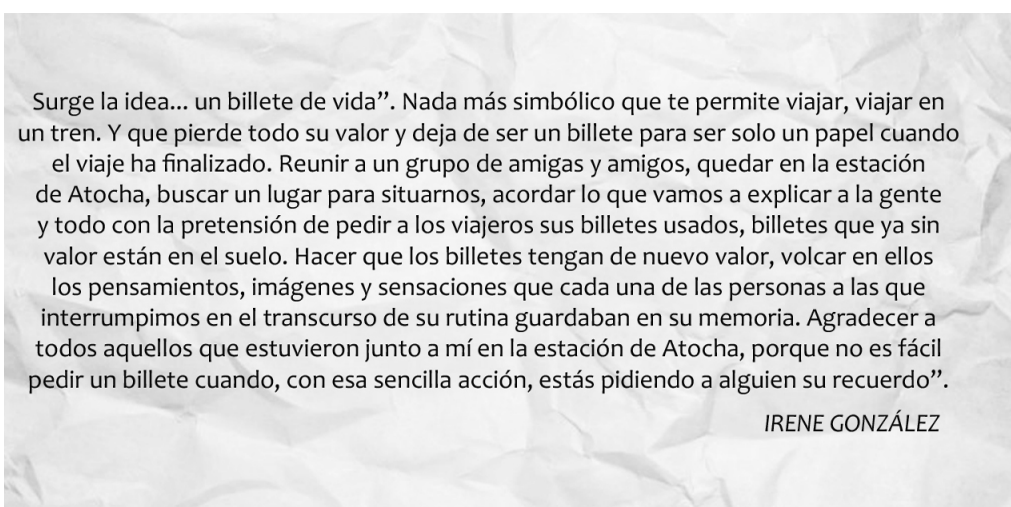 Surge la idea... un billete de vida”. Nada más simbólico que te permite viajar, viajar en
un tren. Y que pierde todo su valor y deja de ser un billete para ser solo un papel cuando
el viaje ha finalizado. Reunir a un grupo de amigas y amigos, quedar en la estación
de Atocha, buscar un lugar para situarnos, acordar lo que vamos a explicar a la gente
y todo con la pretensión de pedir a los viajeros sus billetes usados, billetes que ya sin
valor están en el suelo. Hacer que los billetes tengan de nuevo valor, volcar en ellos
los pensamientos, imágenes y sensaciones que cada una de las personas a las que
interrumpimos en el transcurso de su rutina guardaban en su memoria. Agradecer a
todos aquellos que estuvieron junto a mí en la estación de Atocha, porque no es fácil
pedir un billete cuando, con esa sencilla acción, estás pidiendo a alguien su recuerdo”.
IRENE GONZÁLEZ